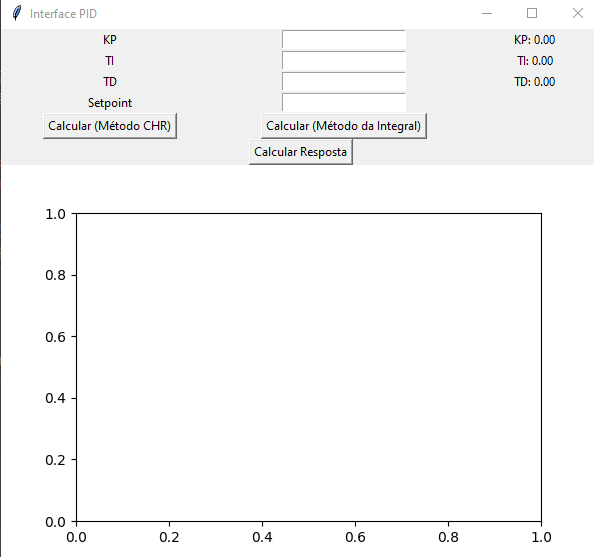 Interface PID
KP KP: 0.00
TI TI: 0.00
TD TD: 0.00
Setpoint
Calcular (Método CHR) Calcular (Método da Integral)
Calcular Resposta
1.0
0.8
0.6
0.4
0.2
0.0
0.0 0.2 0.4 0.6 0.8 1.0